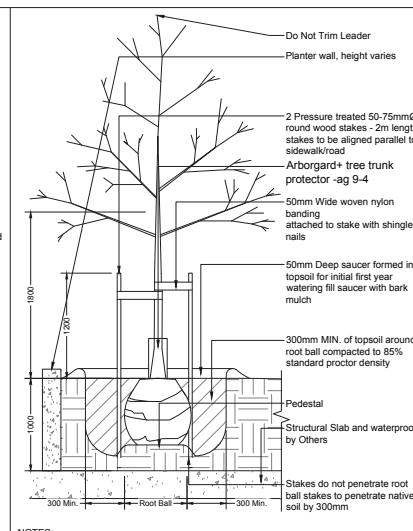 Do Not Trim Leader
Planter wall, height varies
2 Pressure treated 50-75mmØ
round wood stakes - 2m length
stakes to be aligned parallel to
sidewalk/road
Arborgard+ tree trunk
protector -ag 9-4
50mm Wide woven nylon
banding
attached to stake with shingle
nails
50mm Deep saucer formed in
topsoil for initial first year
watering fill saucer with bark
mulch
300mm MIN. of topsoil around
root ball compacted to 85%
standard proctor density
Pedestal
Structural Slab and waterproof
by Others
Stakes do not penetrate root
ball stakes to penetrate native
soil by 300mm
1800
1200
1000
300 Min.
Root Ball
300 Min.
NOTES: